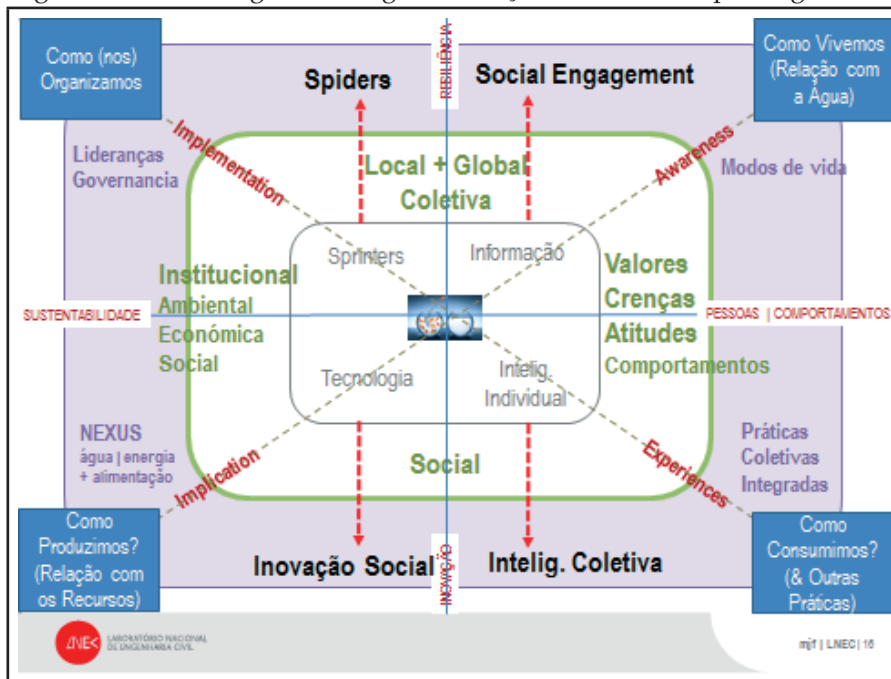 Como (nos)
Organizamos
RESILIÊNCIA
Como Vivemos
(Relação com
a Água)
Spiders
Social Engagement
Implementation
Awareness
Lideranças
Governancia
Local + Global
Coletiva
Modos de vida
Sprinters
Informação
Institucional
Ambiental
Económica
Social
Valores
Crenças
Atitudes
Comportamentos
SUSTENTABILIDADE
PESSOAS | COMPORTAMENTOS
Tecnologia
Intelig.
Individual
NEXUS
água | energia
+ alimentação
Implication
Social
Experiences
Práticas
Coletivas
Integradas
Como
Produzimos?
(Relação com
os Recursos)
Inovação Social
INOVAÇÃO
Intelig. Coletiva
Como
Consumimos?
(& Outras
Práticas)
LNEC
LABORATÓRIO NACIONAL
DE ENGENHARIA CIVIL
mjf | LNEC | 16